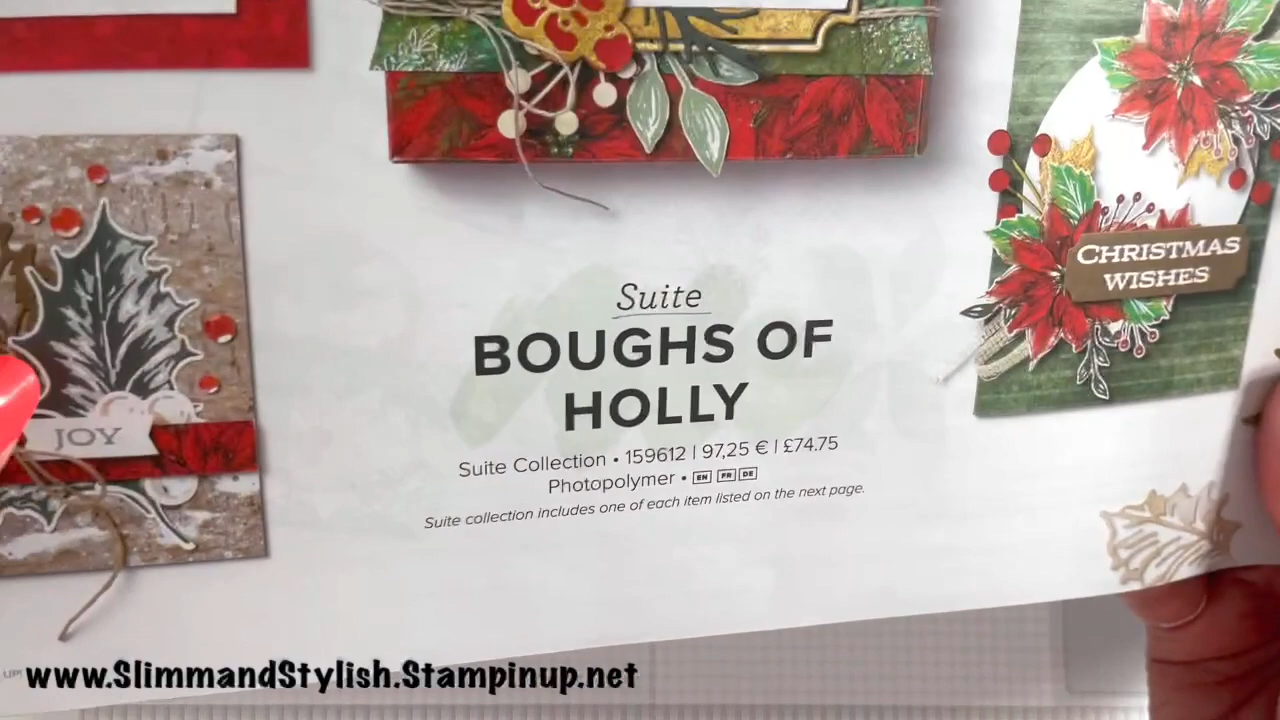 CHRISTMAS
WISHES
Suite
BOUGHS OF
HOLLY
JOY
Suite Collection • 159612 | 97,25 € | £74.75
Photopolymer • EN FR DE
Suite collection includes one of each item listed on the next page.
UP!
www.SlimmandStylish.Stampinup.net